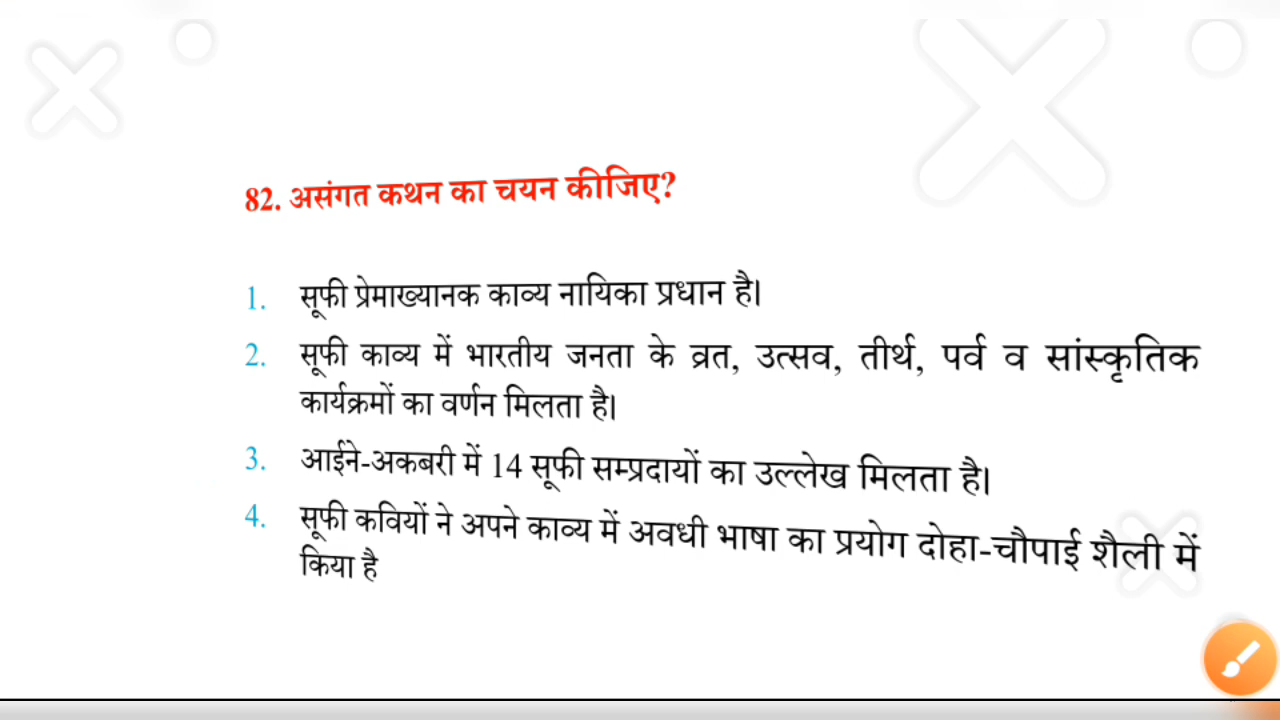 82. असंगत कथन का चयन कीजिए?
1. सूफी प्रेमाख्यानक काव्य नायिका प्रधान है।
2. सूफी काव्य में भारतीय जनता के व्रत, उत्सव, तीर्थ, पर्व व सांस्कृतिक
कार्यक्रमों का वर्णन मिलता है।
3. आईने-अकबरी में 14 सूफी सम्प्रदायों का उल्लेख मिलता है।
4. सूफी कवियों ने अपने काव्य में अवधी भाषा का प्रयोग दोहा-चौपाई शैली में
किया है